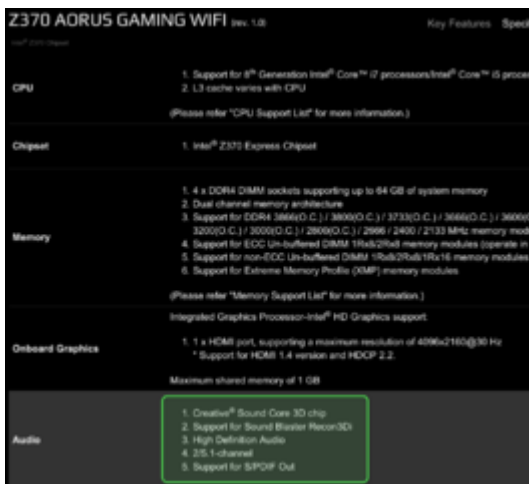 Z370 AORUS GAMING WIFI (rev. 1.0)
Key Features Speci
Intel® Z370 Chipset
CPU
1. Support for 8th Generation Intel® Core™ i7 processors/Intel® Core™ i5 proce
2. L3 cache varies with CPU
(Please refer "CPU Support List" for more information.)
Chipset
1. Intel® Z370 Express Chipset
Memory
1. 4 x DDR4 DIMM sockets supporting up to 64 GB of system memory
2. Dual channel memory architecture
3. Support for DDR4 3866(O.C.) / 3800(O.C.) / 3733(O.C.) / 3666(O.C.) / 3600(
3200(O.C.) / 3000(O.C.) / 2800(O.C.) / 2666 / 2400 / 2133 MHz memory mod
4. Support for ECC Un-buffered DIMM 1Rx8/2Rx8 memory modules (operate in
5. Support for non-ECC Un-buffered DIMM 1Rx8/2Rx8/1Rx16 memory modules
6. Support for Extreme Memory Profile (XMP) memory modules
(Please refer "Memory Support List" for more information.)
Onboard Graphics
Integrated Graphics Processor-Intel® HD Graphics support:
1. 1 x HDMI port, supporting a maximum resolution of 4096x2160@30 Hz
* Support for HDMI 1.4 version and HDCP 2.2.
Maximum shared memory of 1 GB
Audio
1. Creative® Sound Core 3D chip
2. Support for Sound Blaster Recon3Di
3. High Definition Audio
4. 2/5.1-channel
5. Support for S/PDIF Out